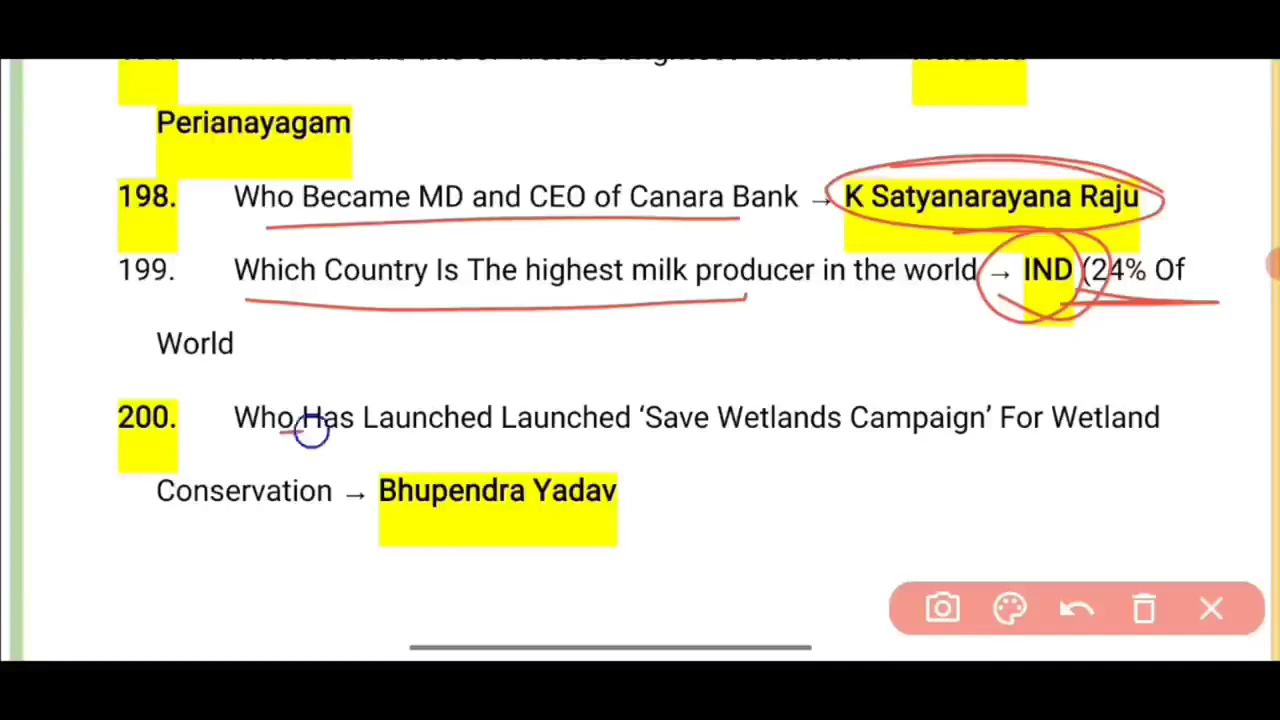 Perianayagam
198. Who Became MD and CEO of Canara Bank → K Satyanarayana Raju
199. Which Country Is The highest milk producer in the world → IND (24% Of
World
200. Who Has Launched Launched ‘Save Wetlands Campaign’ For Wetland
Conservation → Bhupendra Yadav